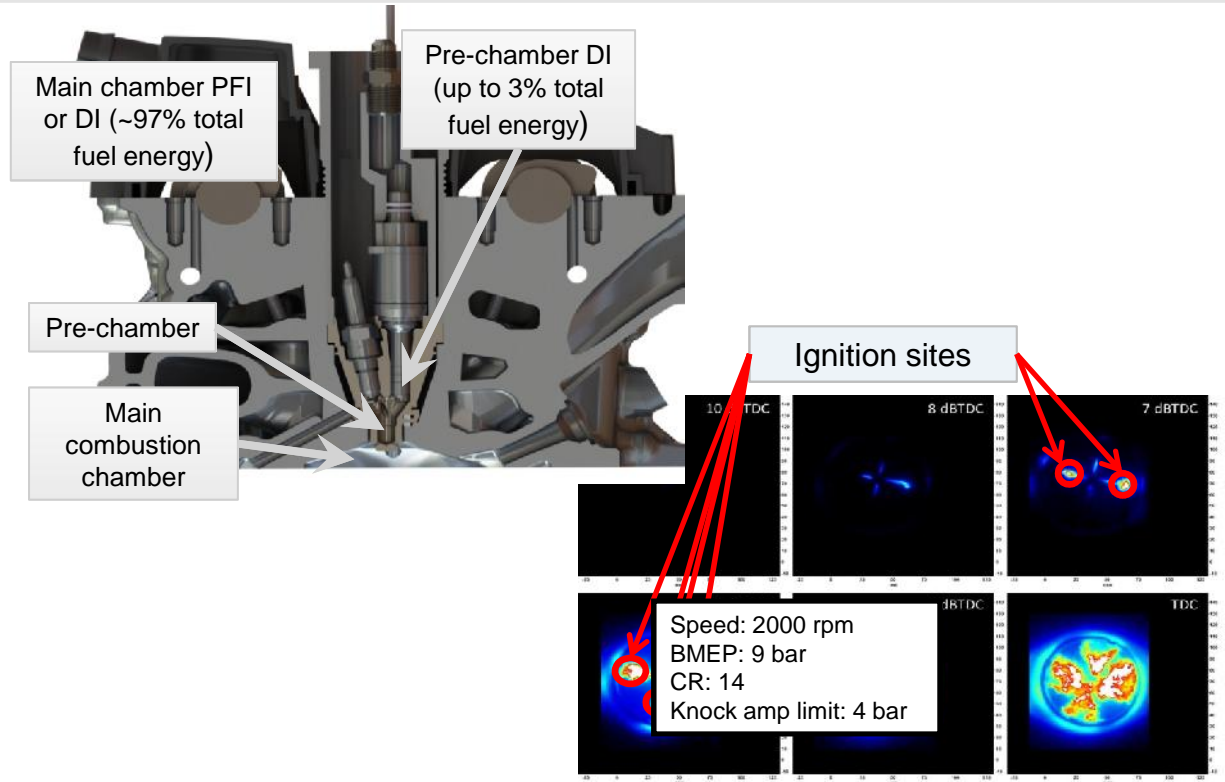 Main chamber PFI
or DI (~97% total
fuel energy)
Pre-chamber DI
(up to 3% total
fuel energy)
Pre-chamber
Main
combustion
chamber
Ignition sites
10 TDC
8 dBTDC
7 dBTDC
dBTDC
TDC
Speed: 2000 rpm
BMEP: 9 bar
CR: 14
Knock amp limit: 4 bar